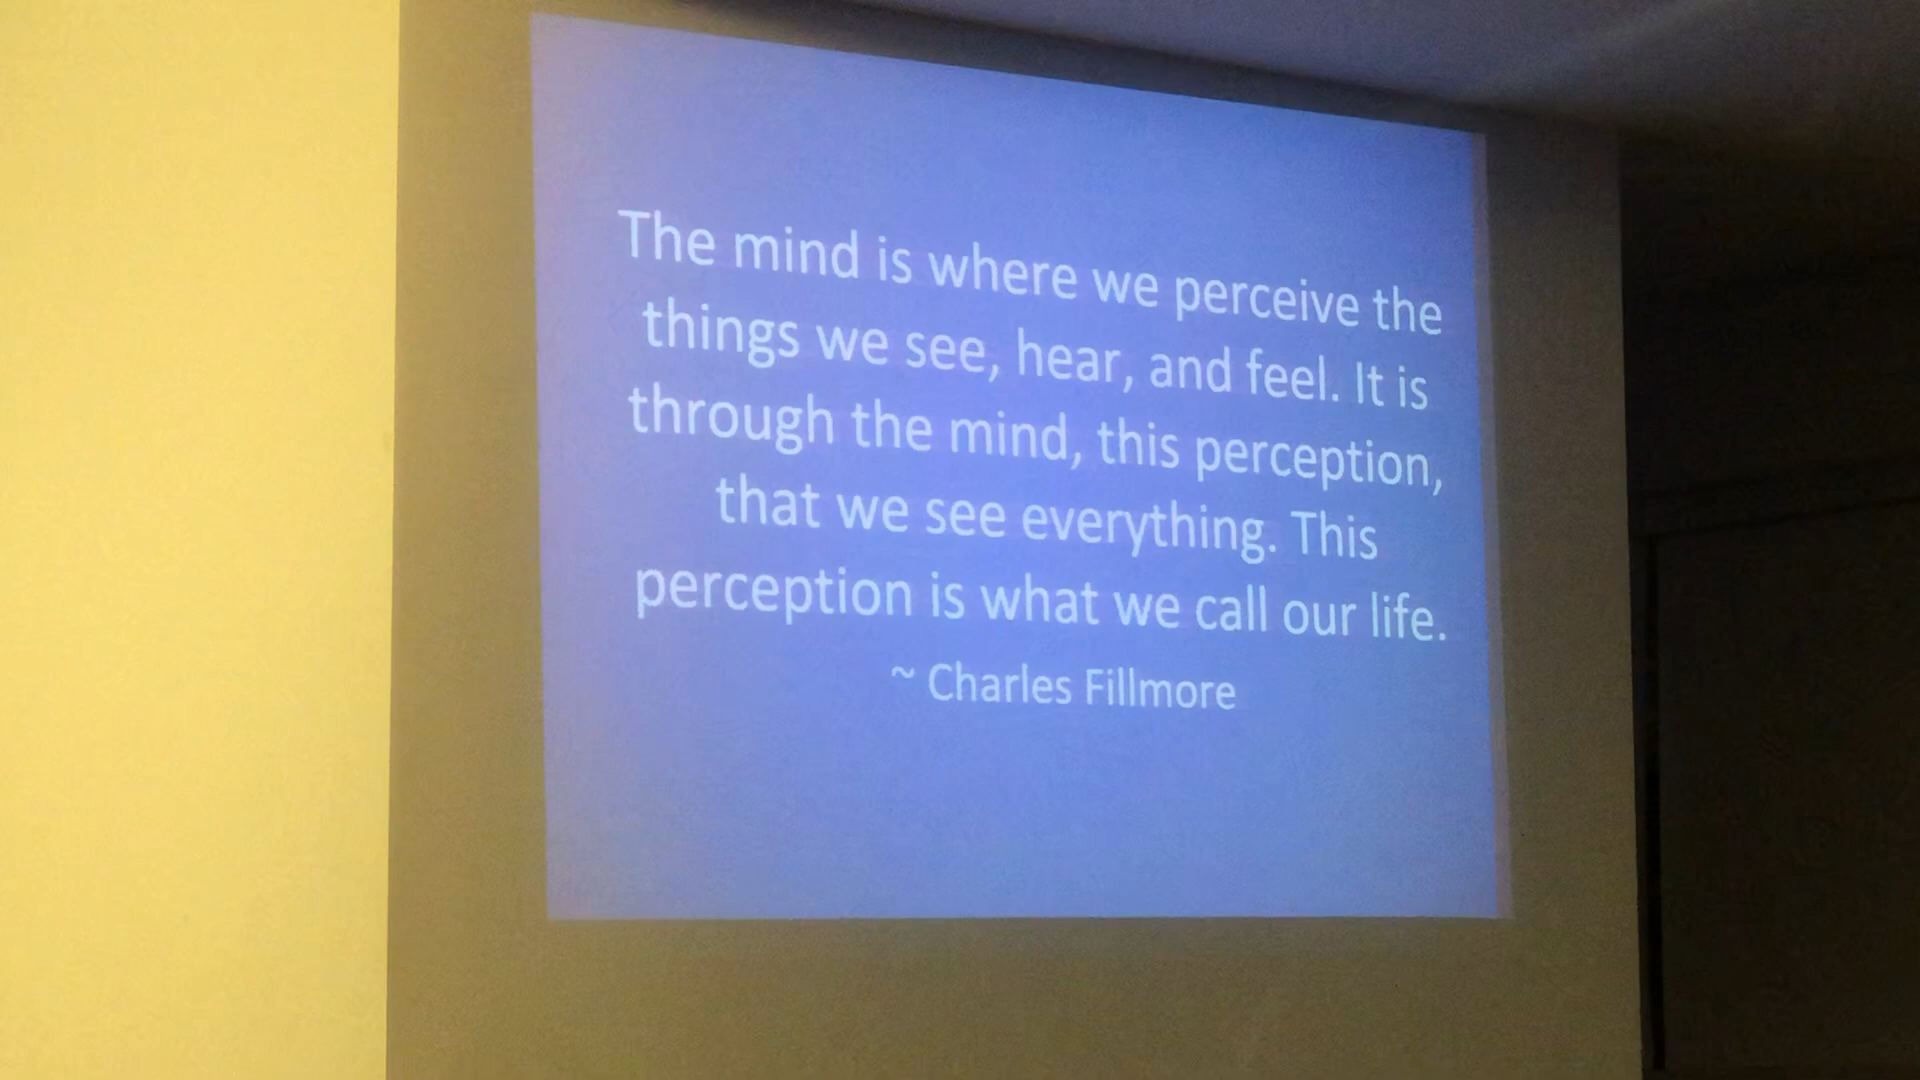 The mind is where we perceive the
things we see, hear, and feel. It is
through the mind, this perception,
that we see everything. This
perception is what we call our life.
~ Charles Fillmore